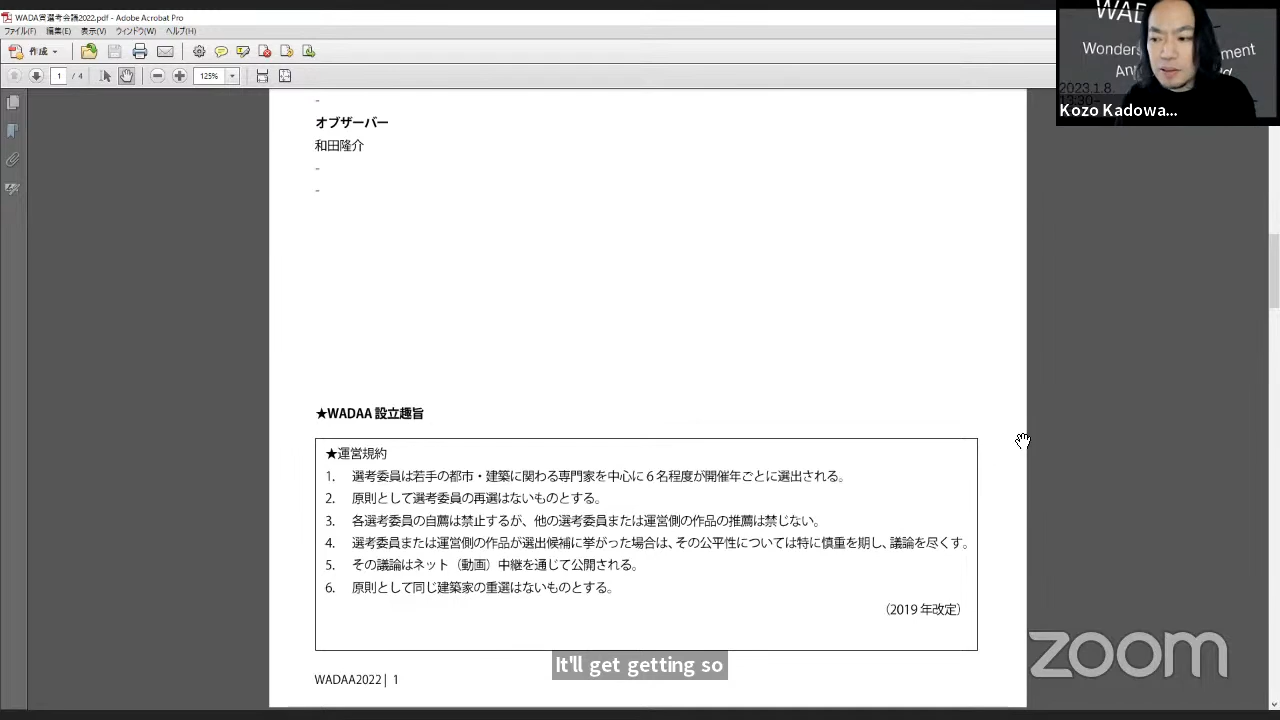 WADA賞選考会議2022.pdf - Adobe Acrobat Pro
ファイル(F) 編集(E) 表示(V) ウィンドウ(W) ヘルプ(H)
作成
1 / 4 125%
-
オブザーバー
和田隆介
-
-
★WADAA 設立趣旨
★運営規約
1. 選考委員は若手の都市・建築に関わる専門家を中心に6名程度が開催年ごとに選出される。
2. 原則として選考委員の再選はないものとする。
3. 各選考委員の自薦は禁止するが、他の選考委員または運営側の作品の推薦は禁じない。
4. 選考委員または運営側の作品が選出候補に挙がった場合は、その公平性については特に慎重を期し、議論を尽くす。
5. その議論はネット（動画）中継を通じて公開される。
6. 原則として同じ建築家の重選はないものとする。
（2019 年改定）
WADAA2022 | 1
It'll get getting so
2023.1.8
Kozo Kadowa...
zoom